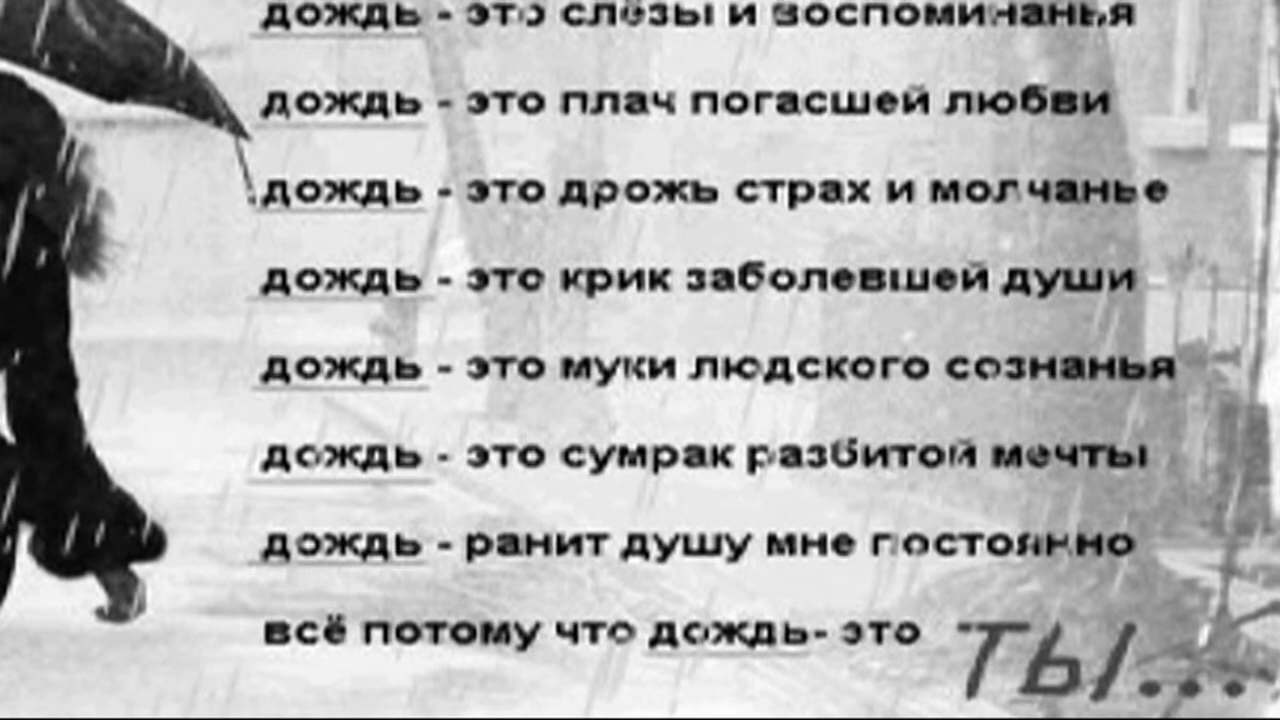 дождь - это слёзы и воспоминанья
дождь - это плач погасшей любви
дождь - это дрожь страх и молчанье
дождь - это крик заболевшей души
дождь - это муки людского сознанья
дождь - это сумрак разбитой мечты
дождь - ранит душу мне постоянно
всё потому что дождь- это ТЫ...